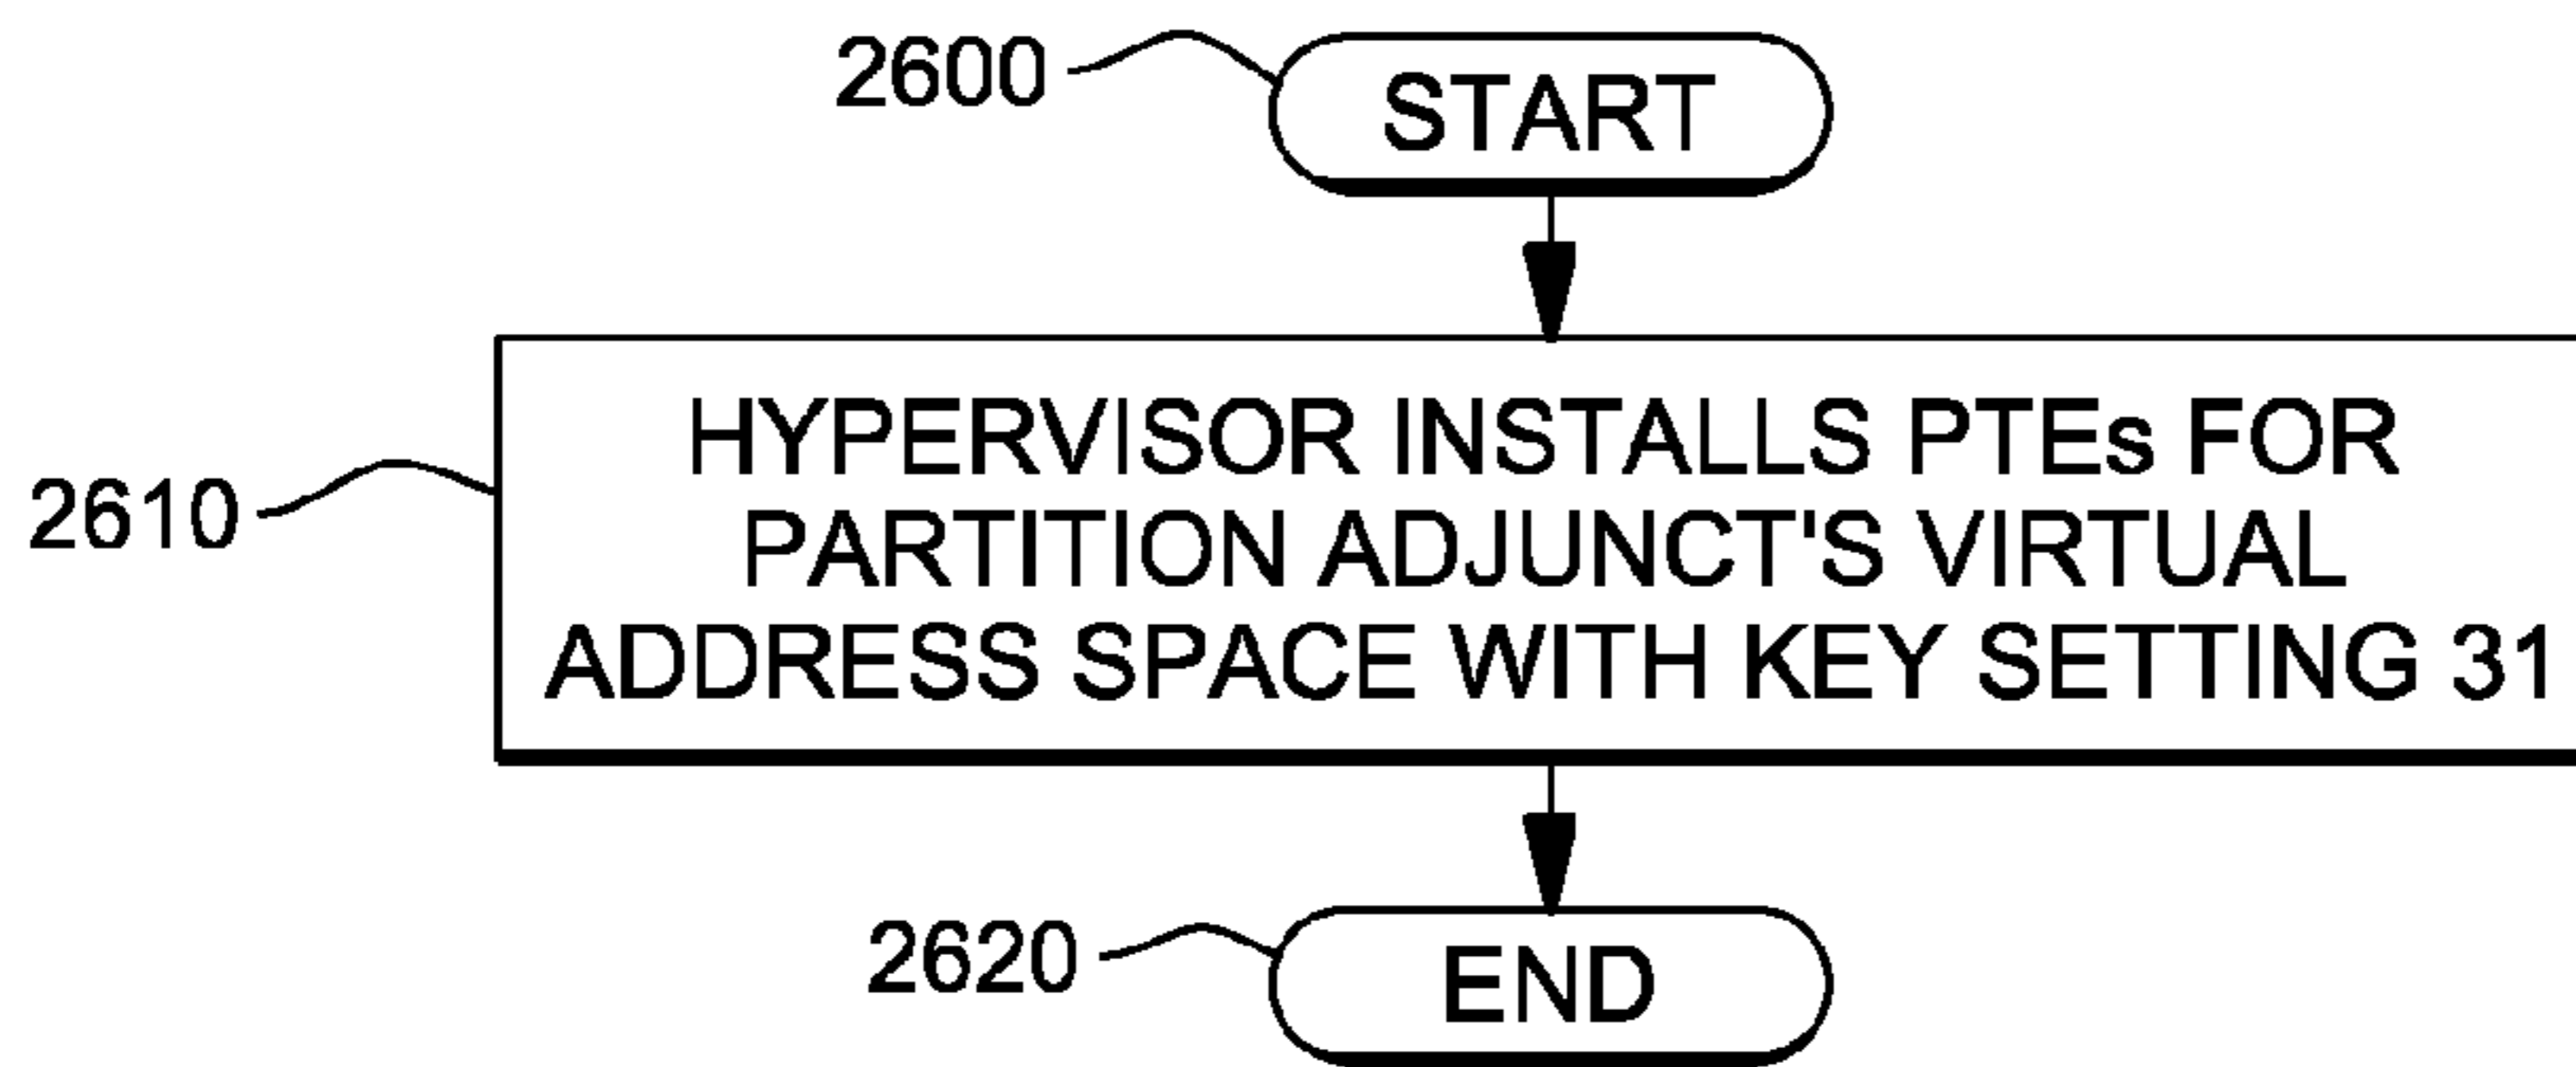 2600
START
2610
HYPERVISOR INSTALLS PTEs FOR
PARTITION ADJUNCT'S VIRTUAL
ADDRESS SPACE WITH KEY SETTING 31
2620
END